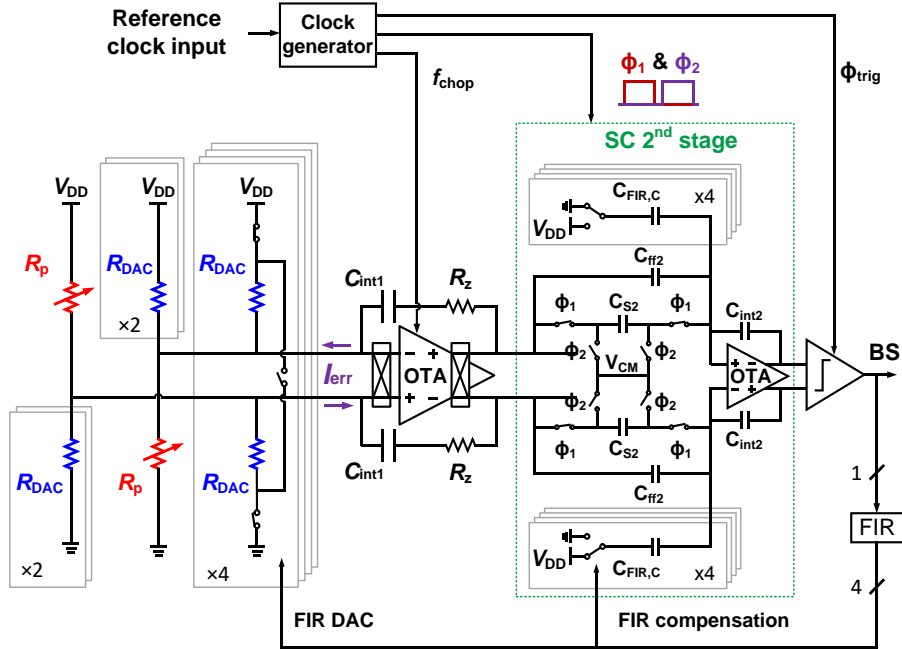 Reference
clock input
Clock
generator
f_chop
ϕ1 & ϕ2
ϕtrig
SC 2nd stage
VDD
VDD
VDD
CFIR,C
x4
VDD
Rp
RDAC
RDAC
Cff2
×2
Cint1
Rz
ϕ1
CS2
ϕ1
Cint2
ϕ2
ϕ2
VCM
Ierr
− +
OTA
+ −
− +
OTA
+ −
BS
ϕ2
ϕ2
RDAC
Rp
RDAC
Cint1
Rz
ϕ1
CS2
ϕ1
Cint2
Cff2
1
FIR
×2
×4
VDD
CFIR,C
x4
4
FIR DAC
FIR compensation